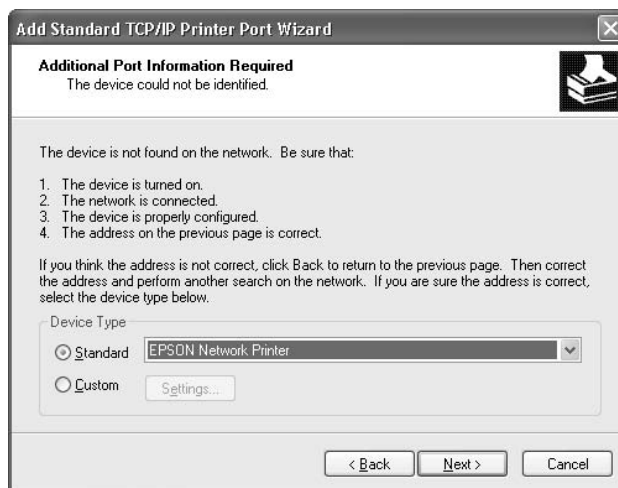 Add Standard TCP/IP Printer Port Wizard
Additional Port Information Required
The device could not be identified.
The device is not found on the network. Be sure that:
1. The device is turned on.
2. The network is connected.
3. The device is properly configured.
4. The address on the previous page is correct.
If you think the address is not correct, click Back to return to the previous page. Then correct
the address and perform another search on the network. If you are sure the address is correct,
select the device type below.
Device Type
Standard EPSON Network Printer
Custom Settings...
< Back Next > Cancel